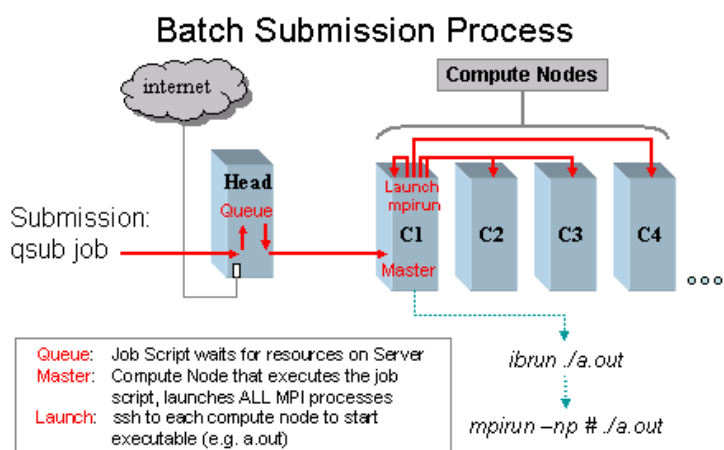 Batch Submission Process
internet
Compute Nodes
Head
Queue
Submission:
qsub job
Launch
mpirun
C1
Master
C2
C3
C4
ibrun ./a.out
mpirun –np # ./a.out
Queue: Job Script waits for resources on Server
Master: Compute Node that executes the job
script, launches ALL MPI processes
Launch: ssh to each compute node to start
executable (e.g. a.out)